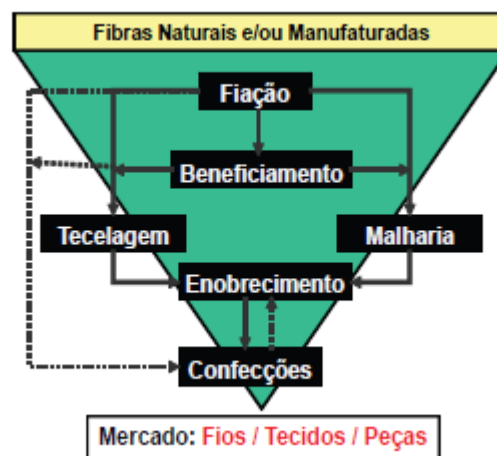 Fibras Naturais e/ou Manufaturadas
Fiação
Beneficiamento
Tecelagem
Malharia
Enobrecimento
Confecções
Mercado: Fios / Tecidos / Peças